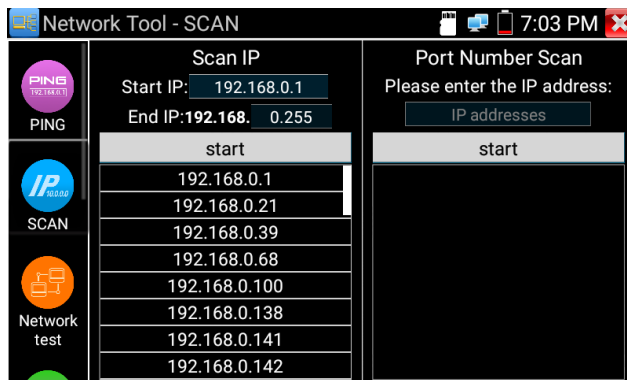 Network Tool - SCAN
7:03 PM
PING
192.168.0.1
PING
IP
10.0.0.0
SCAN
Network
test
Scan IP
Start IP: 192.168.0.1
End IP:192.168. 0.255
start
192.168.0.1
192.168.0.21
192.168.0.39
192.168.0.68
192.168.0.100
192.168.0.138
192.168.0.141
192.168.0.142
Port Number Scan
Please enter the IP address:
IP addresses
start